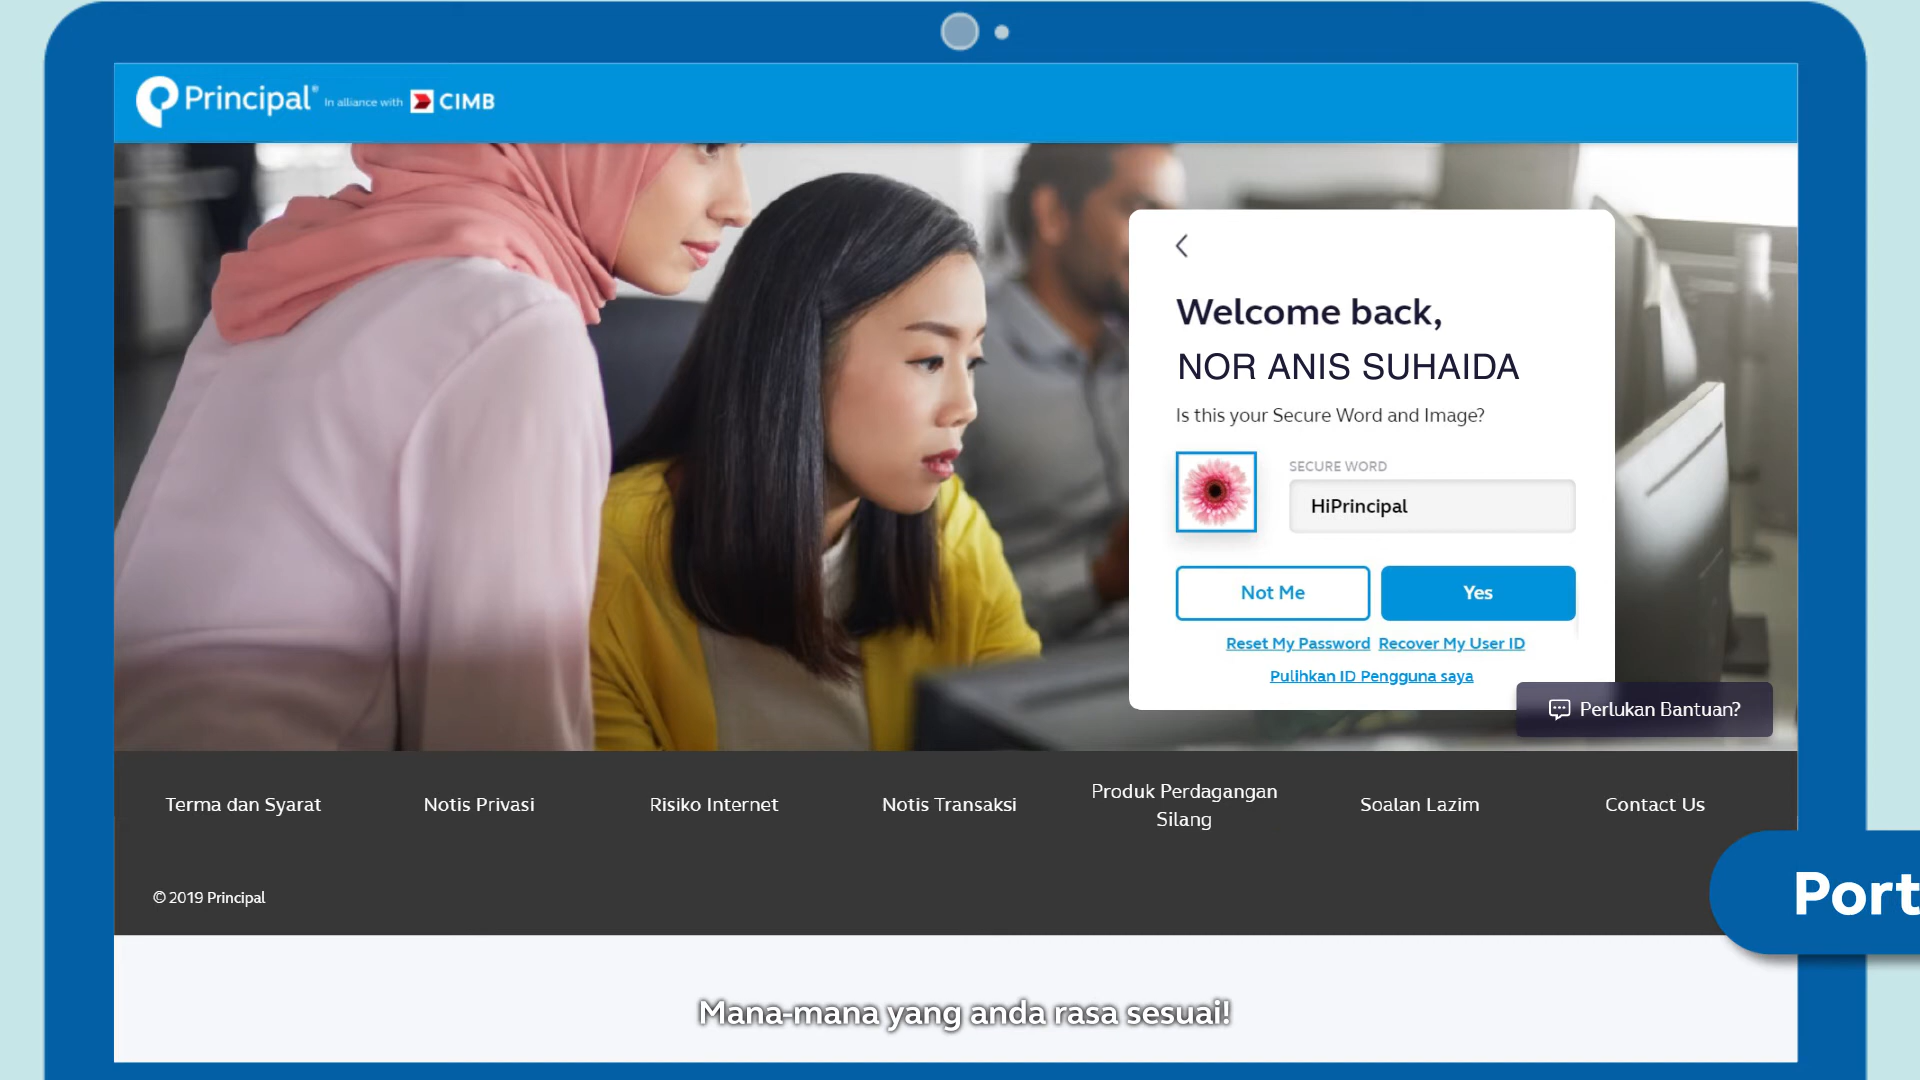 Principal® In alliance with CIMB
Welcome back,
NOR ANIS SUHAIDA
Is this your Secure Word and Image?
SECURE WORD
HiPrincipal
Not Me
Yes
Reset My Password Recover My User ID
Pulihkan ID Pengguna saya
Perlukan Bantuan?
Terma dan Syarat
Notis Privasi
Risiko Internet
Notis Transaksi
Produk Perdagangan
Silang
Soalan Lazim
Contact Us
© 2019 Principal
Port
Mana-mana yang anda rasa sesuai!